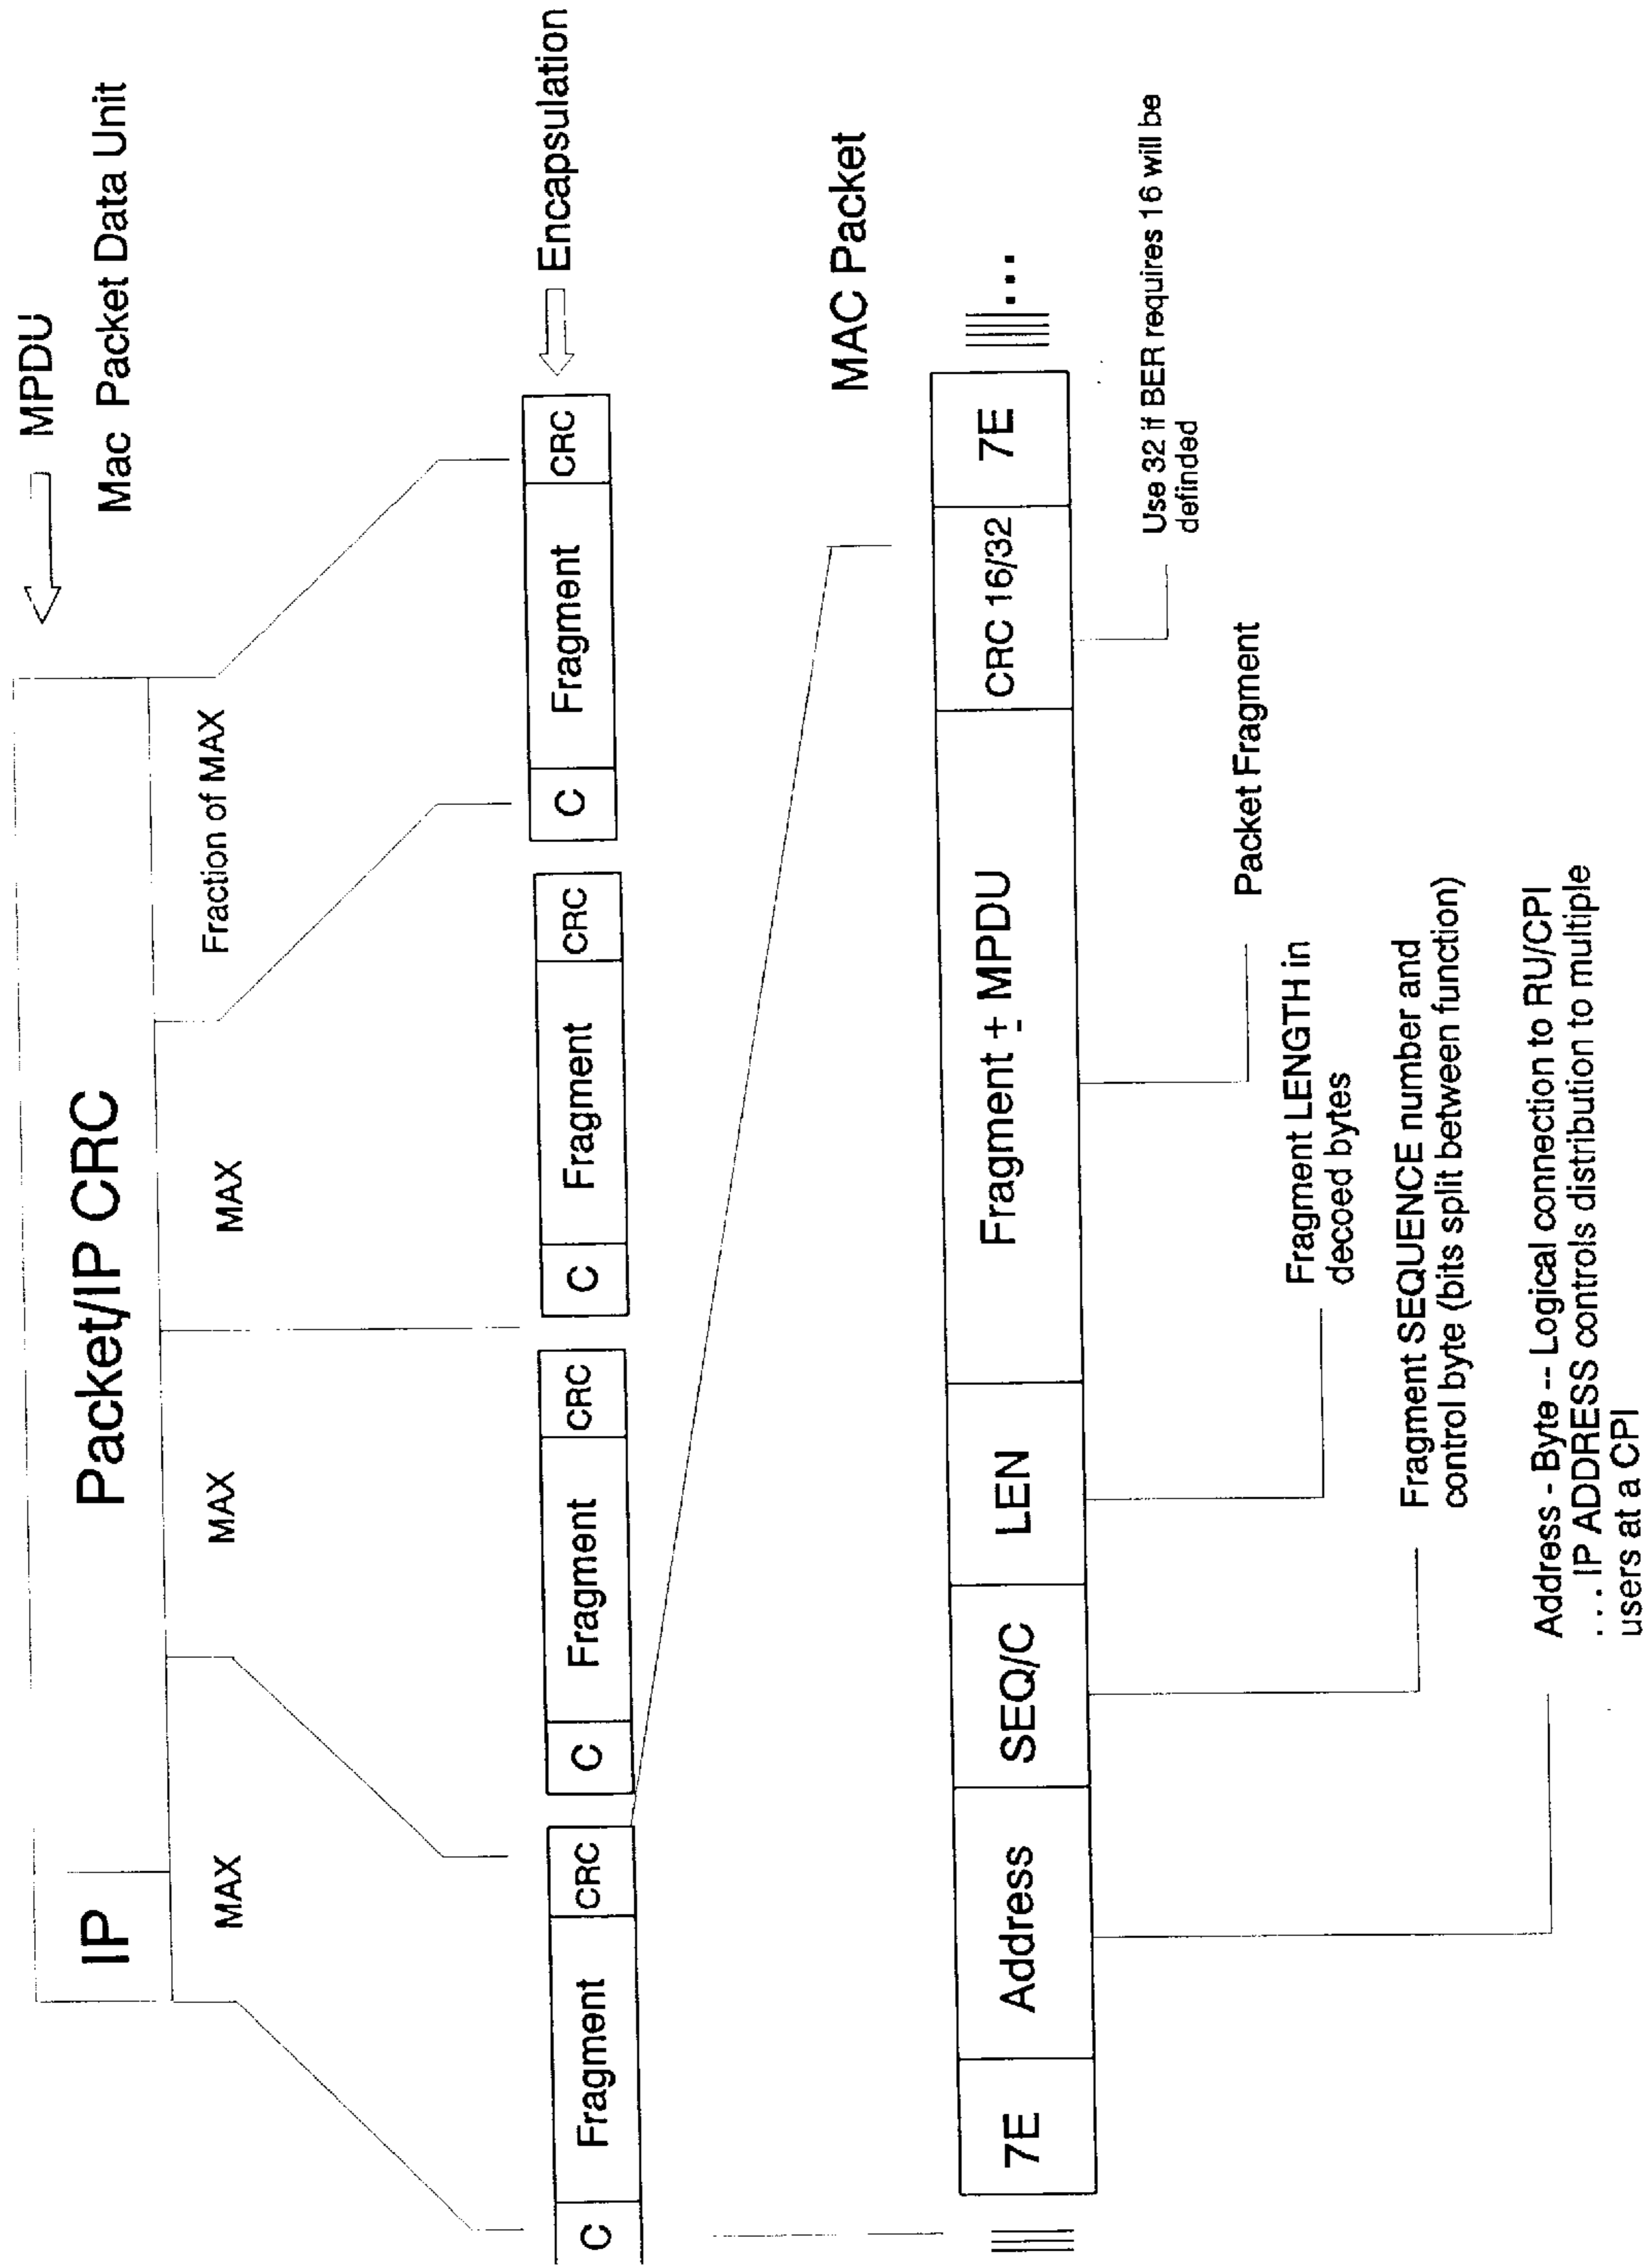 MPDU
Mac Packet Data Unit
IP
Packet/IP CRC
MAX
MAX
MAX
Fraction of MAX
C
Fragment
CRC
C
Fragment
CRC
C
Fragment
CRC
C
Fragment
CRC
Encapsulation
MAC Packet
7E
Address
SEQ/C
LEN
Fragment ± MPDU
CRC 16/32
7E
...
Use 32 if BER requires 16 will be
definded
Packet Fragment
Fragment LENGTH in
decoed bytes
Fragment SEQUENCE number and
control byte (bits split between function)
Address - Byte -- Logical connection to RU/CPI
. . . IP ADDRESS controls distribution to multiple
users at a CPI